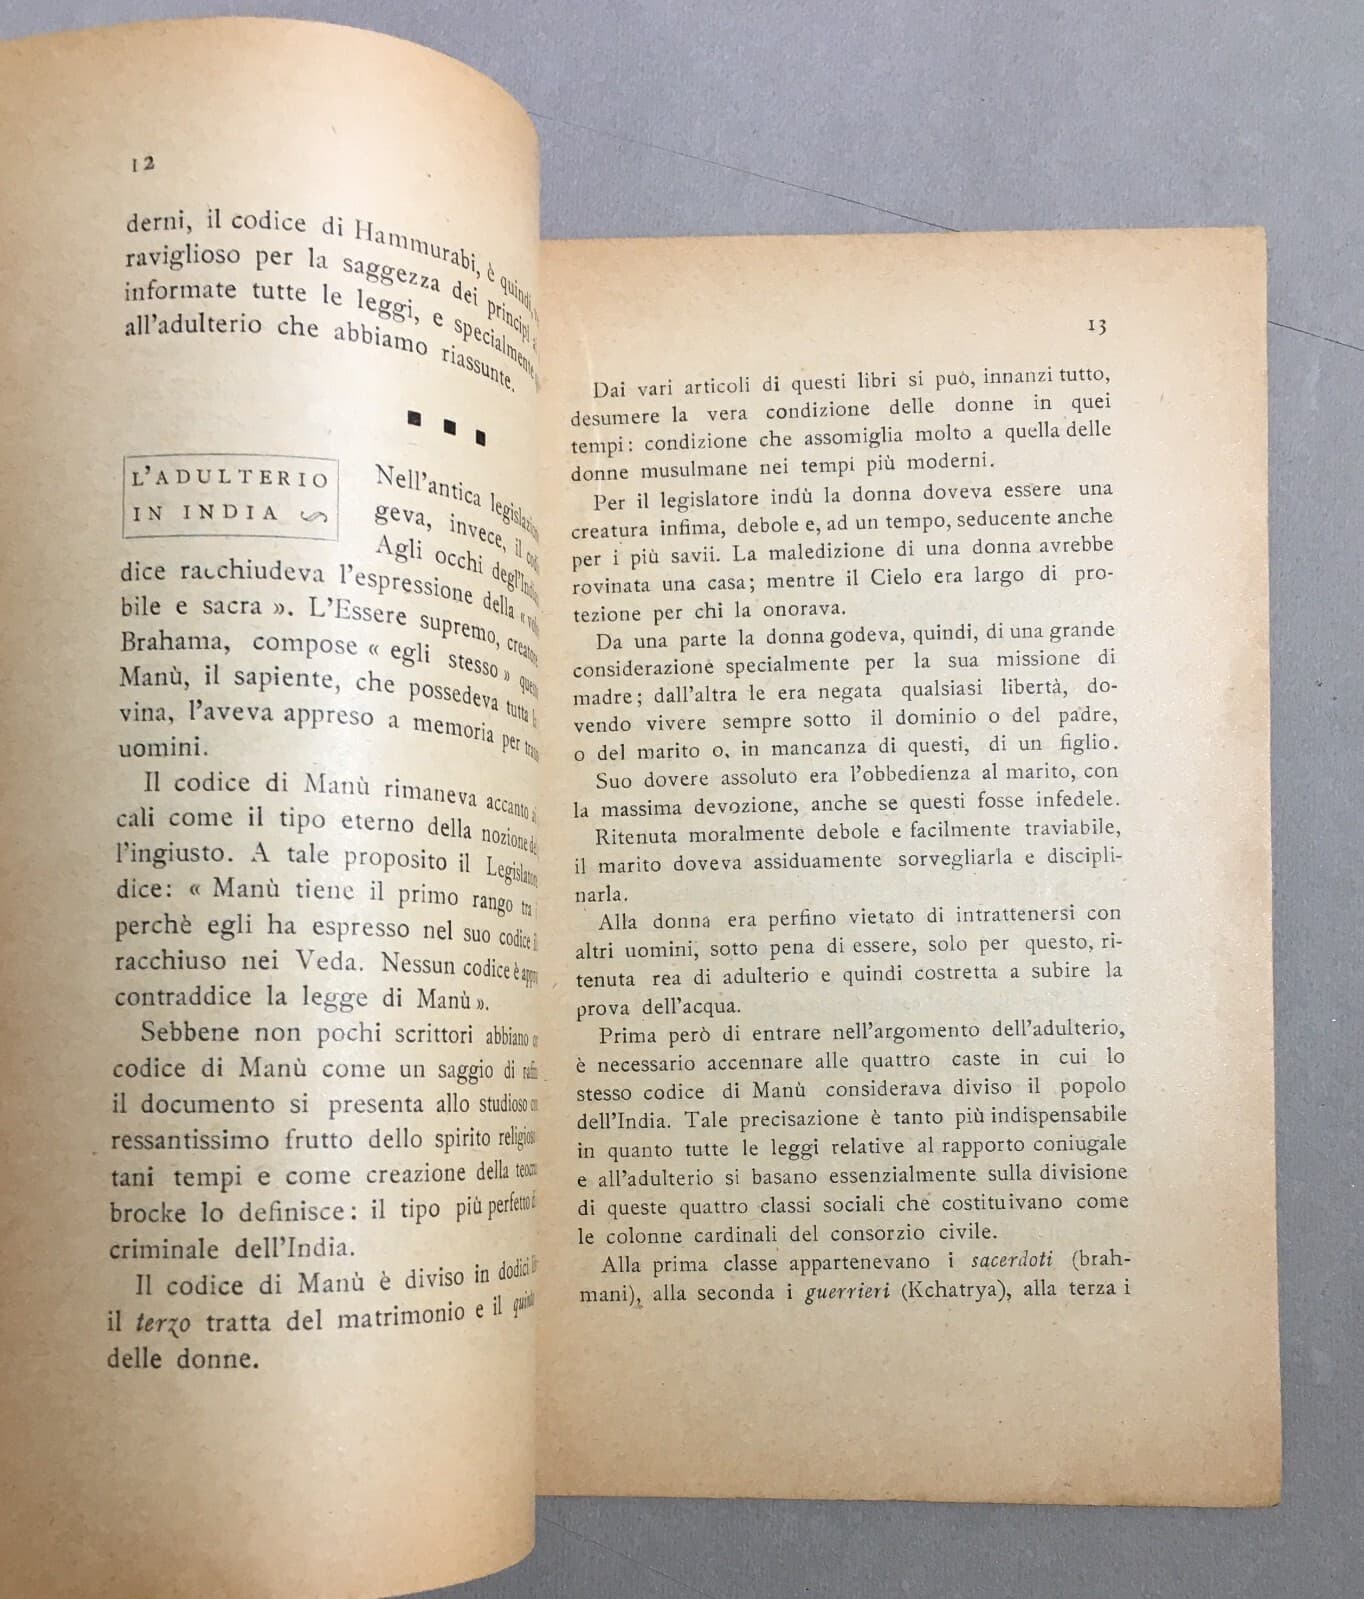 12
derni, il codice di Hammurabi, è quindi,
raviglioso per la saggezza dei principi
informate tutte le leggi, e specialmente
all'adulterio che abbiamo riassunte.
L'ADULTERIO
IN INDIA
Nell'antica
geva, invece, il
Agli occhi
dice racchiudeva l'espressione della «
bile e sacra ». L'Essere supremo,
Brahama, compose « egli stesso »
Manù, il sapiente, che possedeva tutta
vina, l'aveva appreso a memoria per
uomini.
Il codice di Manù rimaneva accanto
cali come il tipo eterno della nozione
l'ingiusto. A tale proposito il
dice: « Manù tiene il primo rango tra
perchè egli ha espresso nel suo codice
racchiuso nei Veda. Nessun codice è
contraddice la legge di Manù ».
Sebbene non pochi scrittori abbiano
codice di Manù come un saggio di
il documento si presenta allo studioso
ressantissimo frutto dello spirito
tani tempi e come creazione della
brocke lo definisce: il tipo più perfetto
criminale dell'India.
Il codice di Manù è diviso in dodici
il terzo tratta del matrimonio e il
delle donne.
13
Dai vari articoli di questi libri si può, innanzi tutto,
desumere la vera condizione delle donne in quei
tempi: condizione che assomiglia molto a quella delle
donne musulmane nei tempi più moderni.
Per il legislatore indù la donna doveva essere una
creatura infima, debole e, ad un tempo, seducente anche
per i più savii. La maledizione di una donna avrebbe
rovinata una casa; mentre il Cielo era largo di pro-
tezione per chi la onorava.
Da una parte la donna godeva, quindi, di una grande
considerazione specialmente per la sua missione di
madre; dall'altra le era negata qualsiasi libertà, do-
vendo vivere sempre sotto il dominio o del padre,
o del marito o, in mancanza di questi, di un figlio.
Suo dovere assoluto era l'obbedienza al marito, con
la massima devozione, anche se questi fosse infedele.
Ritenuta moralmente debole e facilmente traviabile,
il marito doveva assiduamente sorvegliarla e discipli-
narla.
Alla donna era perfino vietato di intrattenersi con
altri uomini, sotto pena di essere, solo per questo, ri-
tenuta rea di adulterio e quindi costretta a subire la
prova dell'acqua.
Prima però di entrare nell'argomento dell'adulterio,
è necessario accennare alle quattro caste in cui lo
stesso codice di Manù considerava diviso il popolo
dell'India. Tale precisazione è tanto più indispensabile
in quanto tutte le leggi relative al rapporto coniugale
e all'adulterio si basano essenzialmente sulla divisione
di queste quattro classi sociali che costituivano come
le colonne cardinali del consorzio civile.
Alla prima classe appartenevano i sacerdoti (brah-
mani), alla seconda i guerrieri (Kchatrya), alla terza i